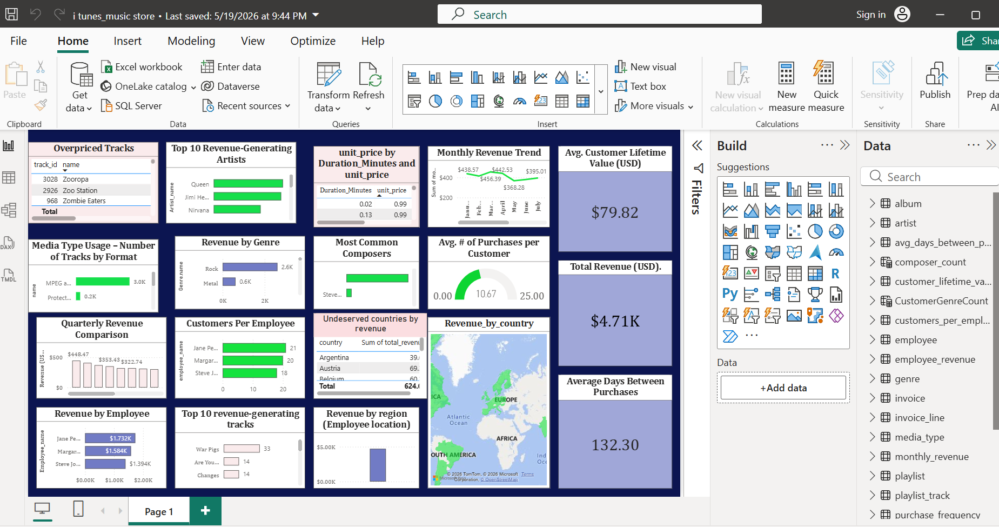 i tunes_music store • Last saved: 5/19/2026 at 9:44 PM
Search
Sign in
File
Home
Insert
Modeling
View
Optimize
Help
Shar
Paste
Get data
Excel workbook
OneLake catalog
SQL Server
Enter data
Dataverse
Recent sources
Transform data
Refresh
New visual
Text box
More visuals
New visual calculation
New measure
Quick measure
Sensitivity
Publish
Prep da
AI
Clipboard
Data
Queries
Insert
Calculations
Sensitivity
Share
Overpriced Tracks
track_id name
3028 Zooropa
2926 Zoo Station
968 Zombie Eaters
Total
Top 10 Revenue-Generating
Artists
Artist_name
Queen
Jimi He...
Nirvana
unit_price by
Duration_Minutes and
unit_price
Duration_Minutes unit_price
0.02 0.99
0.13 0.99
Monthly Revenue Trend
Sum of mo...
$400
$200
$438.57
$456.39
$442.53
$368.28
$395.01
Janu...
Feb...
Mar...
April
May
June
July
Avg. Customer Lifetime
Value (USD)
$79.82
Media Type Usage – Number
of Tracks by Format
name
MPEG a... 3.0K
Protect... 0.2K
Revenue by Genre
Genre.name
Rock 2.6K
Metal 0.6K
0K 2K
Most Common
Composers
Steve...
Avg. # of Purchases per
Customer
0.00 10.67 25.00
Total Revenue (USD).
$4.71K
Quarterly Revenue
Comparison
Revenue (US...
$500
$0
$448.47
$353.43
$322.74
Customers Per Employee
employee_name
Jane Pe... 21
Margar... 20
Steve J... 18
0 10 20
Undeserved countries by
revenue
country Sum of total_revenu
Argentina 39.
Austria 69.
Belgium 60.
Total 624.
Revenue_by_country
ICA
EUROPE
Atlantic
Ocean
AFRICA
OUTH AMERICA
Ind
Oce
Microsoft
© 2026 TomTom, © 2026 Microsoft Terms
Corporation, © OpenStreetMap
Average Days Between
Purchases
132.30
Revenue by Employee
Employee_name
Jane Pe... $1.732K
Margar... $1.584K
Steve Jo... $1.394K
$0.00K $1.00K $2.00K
Top 10 revenue-generating
tracks
War Pigs 33
Are You... 14
Changes 14
Revenue by region
(Employee location)
$5.00K
$0.00K
Filters
Build
Suggestions
123
R
Py
Data
+Add data
Data
Search
album
artist
avg_days_between_p...
composer_count
customer_lifetime_va...
CustomerGenreCount
customers_per_empl...
employee
employee_revenue
genre
invoice
invoice_line
media_type
monthly_revenue
playlist
playlist_track
purchase_frequency
DAX
TMDL
Page 1